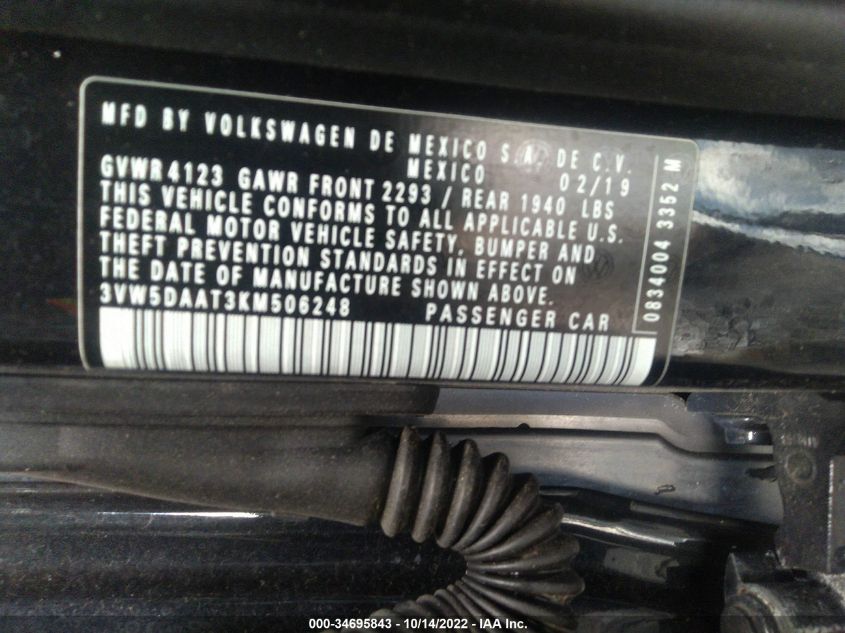 MFD BY VOLKSWAGEN DE MEXICO S.A. DE C.V.
MEXICO 02/19
GVWR 4123 GAWR FRONT 2293 / REAR 1940 LBS
THIS VEHICLE CONFORMS TO ALL APPLICABLE U.S.
FEDERAL MOTOR VEHICLE SAFETY, BUMPER AND
THEFT PREVENTION STANDARDS IN EFFECT ON
THE DATE OF MANUFACTURE SHOWN ABOVE.
3VW5DAAT3KM506248 PASSENGER CAR
0834004 3352 M
000-34695843 - 10/14/2022 - IAA Inc.